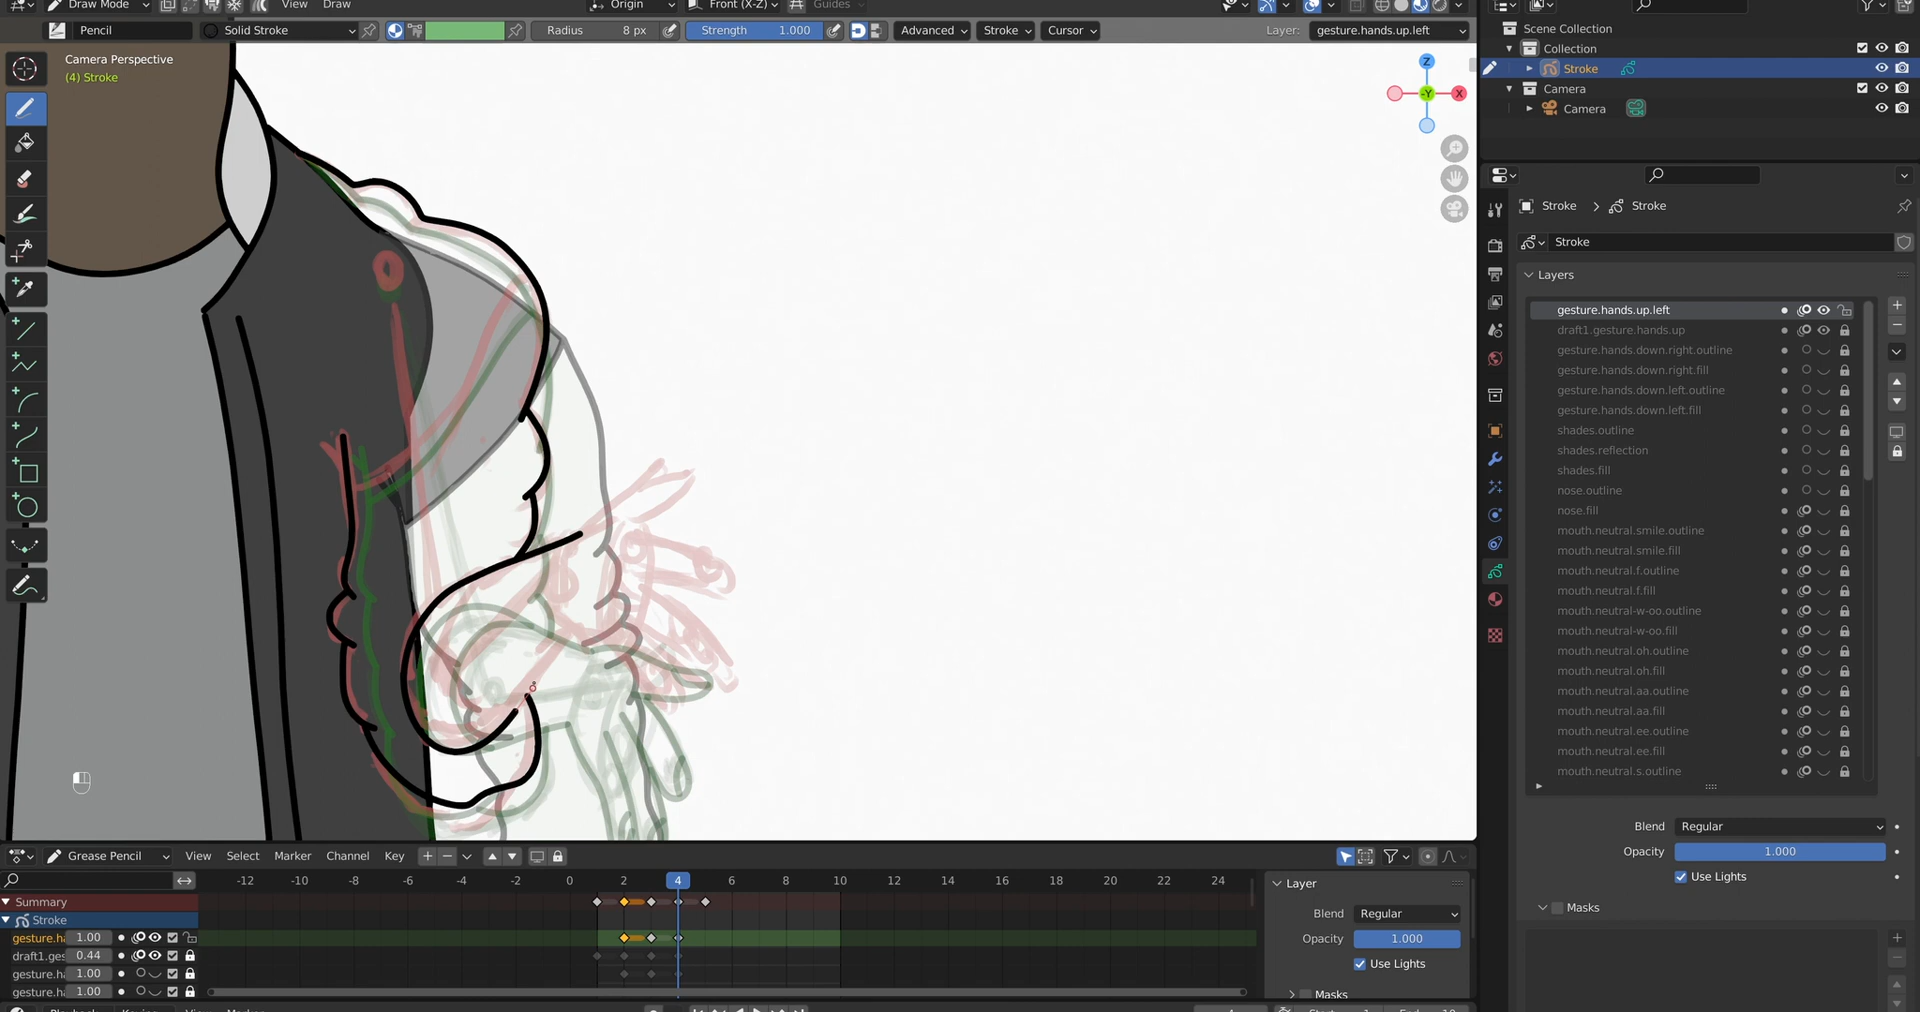 Draw Mode View Draw Origin Front (X-Z) Guides
Pencil Solid Stroke Radius 8 px Strength 1.000 Advanced Stroke Cursor Layer: gesture.hands.up.left
Camera Perspective
(4) Stroke
Z
-Y X
Scene Collection
Collection
Stroke
Camera
Camera
Stroke > Stroke
Stroke
Layers
gesture.hands.up.left
draft1.gesture.hands.up
gesture.hands.down.right.outline
gesture.hands.down.right.fill
gesture.hands.down.left.outline
gesture.hands.down.left.fill
shades.outline
shades.reflection
shades.fill
nose.outline
nose.fill
mouth.neutral.smile.outline
mouth.neutral.smile.fill
mouth.neutral.f.outline
mouth.neutral.f.fill
mouth.neutral-w-oo.outline
mouth.neutral-w-oo.fill
mouth.neutral.oh.outline
mouth.neutral.oh.fill
mouth.neutral.aa.outline
mouth.neutral.aa.fill
mouth.neutral.ee.outline
mouth.neutral.ee.fill
mouth.neutral.s.outline
Blend Regular
Opacity 1.000
Use Lights
Masks
Grease Pencil View Select Marker Channel Key
-12 -10 -8 -6 -4 -2 0 2 4 6 8 10 12 14 16 18 20 22 24
Summary
Stroke
gesture.ha 1.00
draft1.ges 0.44
gesture.ha 1.00
gesture.ha 1.00
Layer
Blend Regular
Opacity 1.000
Use Lights
Masks